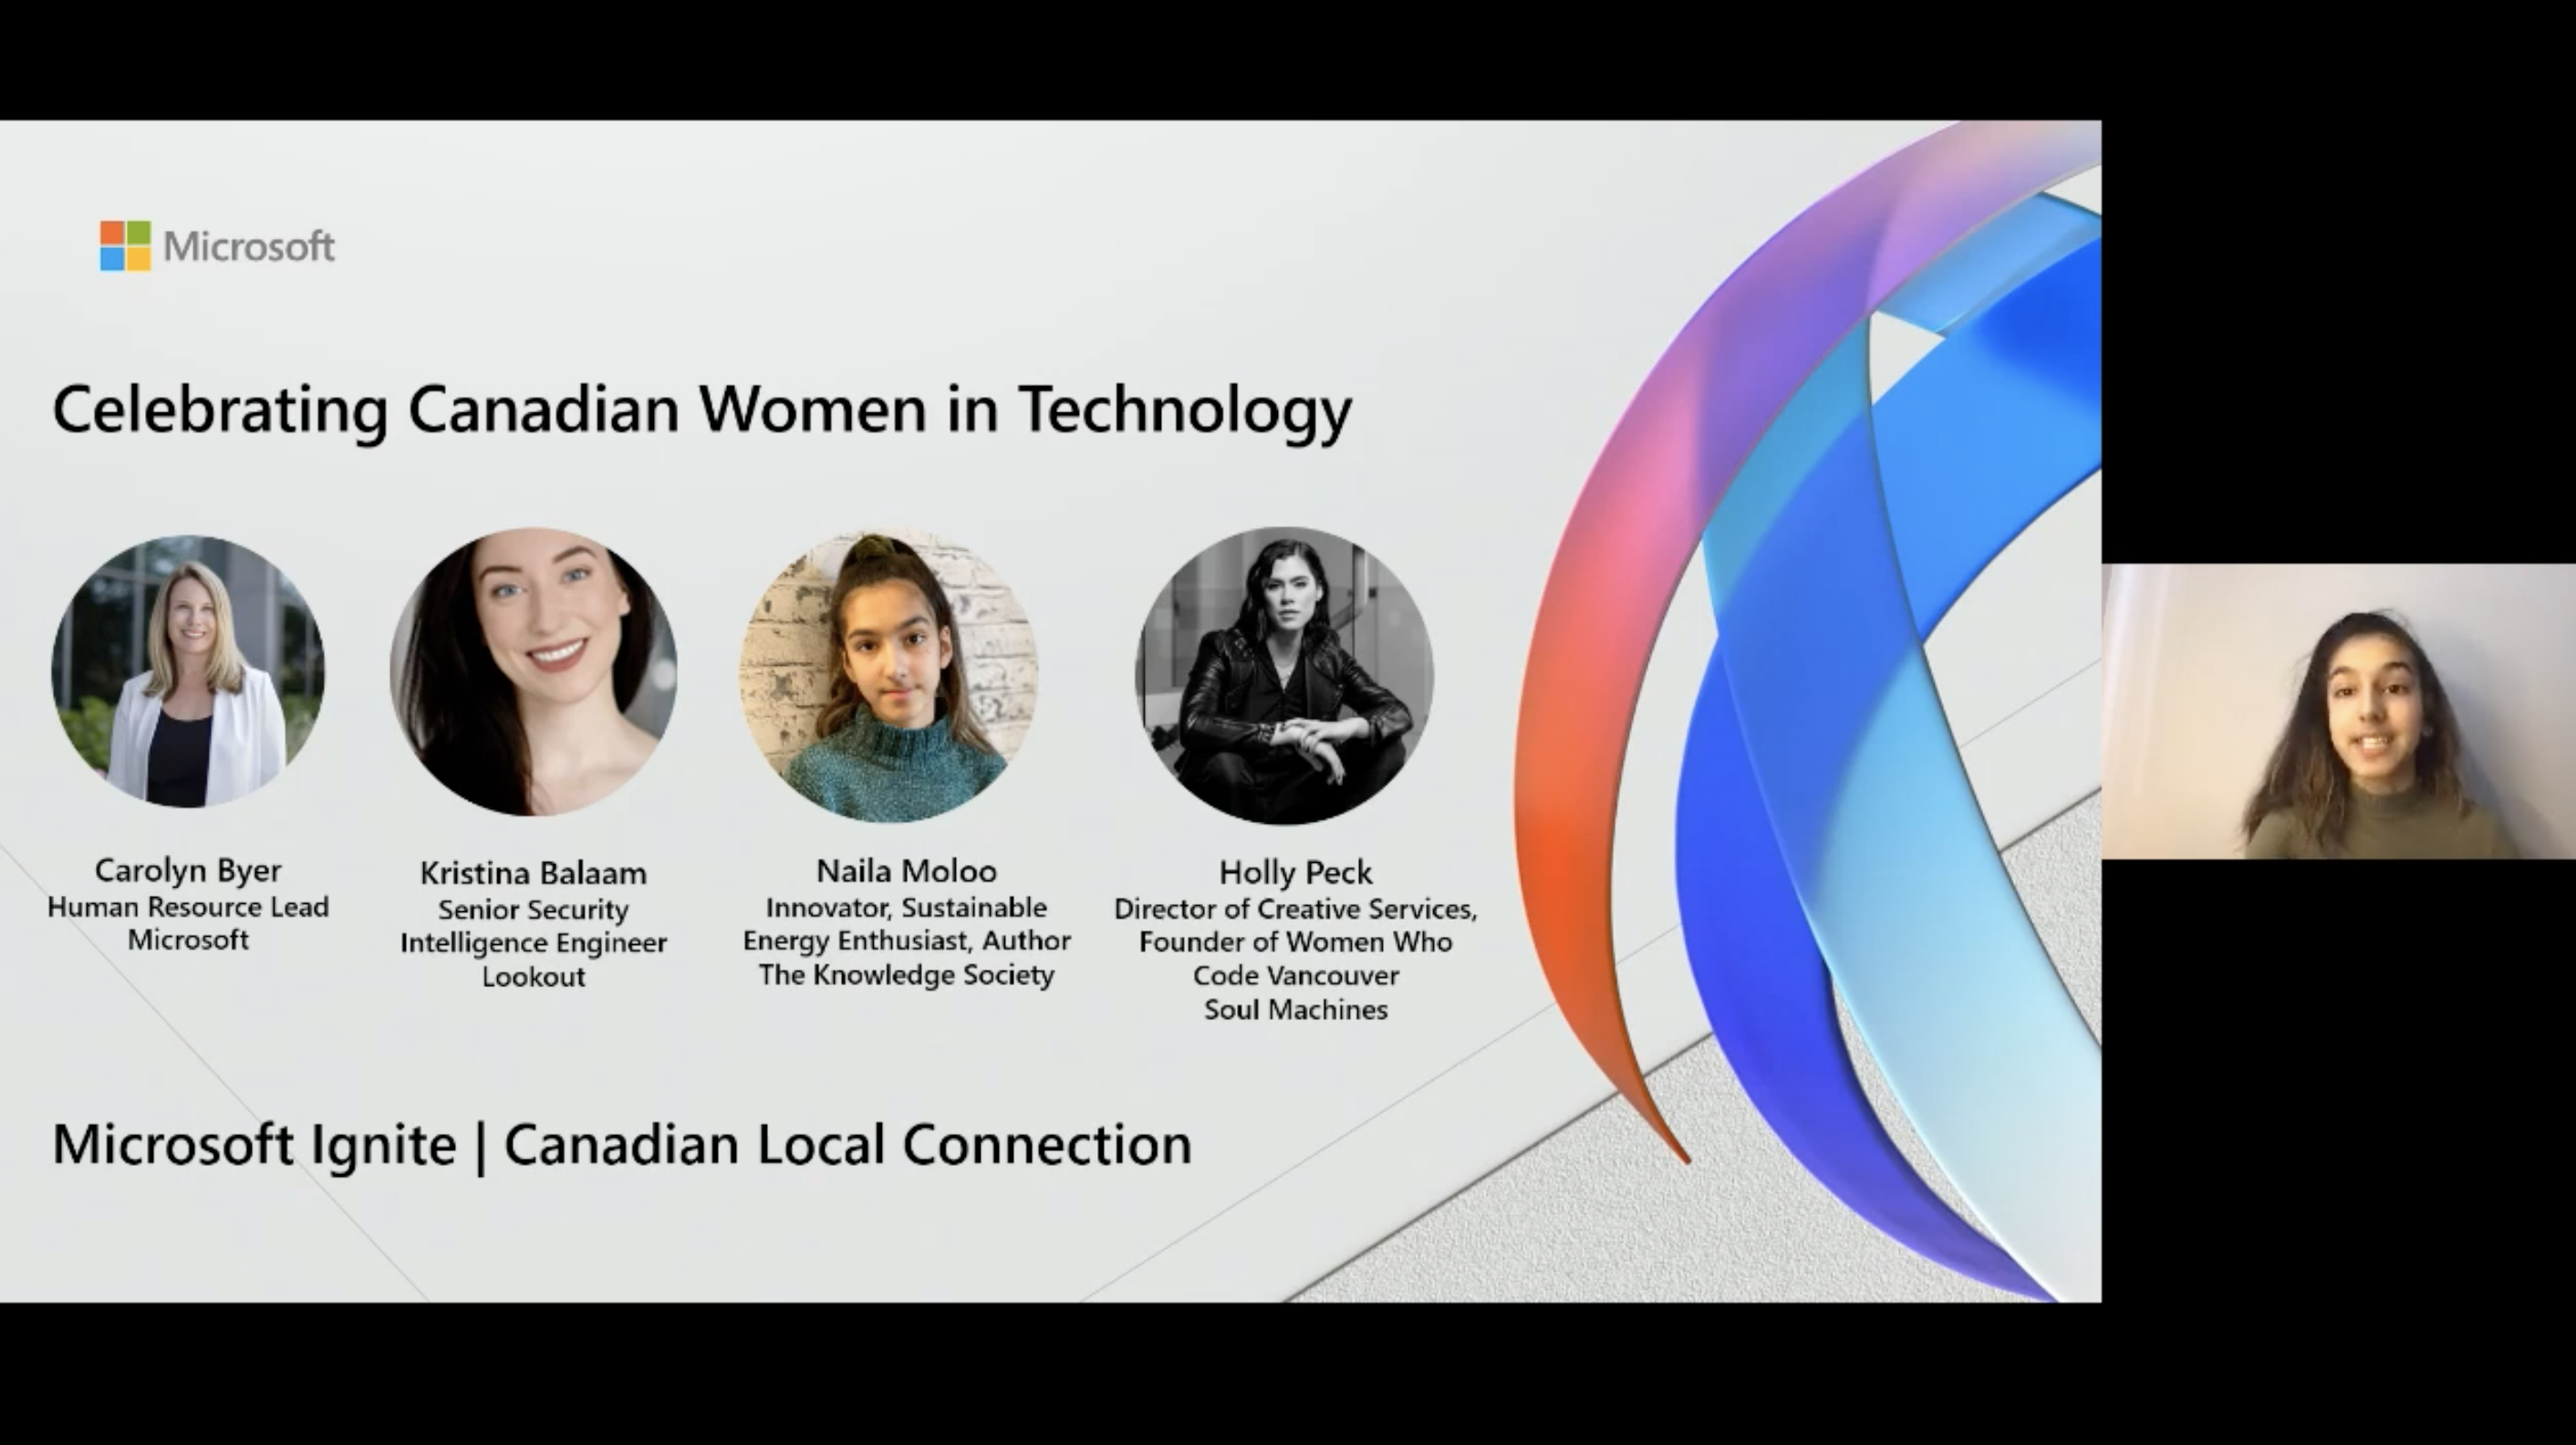 Microsoft
Celebrating Canadian Women in Technology
Carolyn Byer
Human Resource Lead
Microsoft
Kristina Balaam
Senior Security
Intelligence Engineer
Lookout
Naila Moloo
Innovator, Sustainable
Energy Enthusiast, Author
The Knowledge Society
Holly Peck
Director of Creative Services,
Founder of Women Who
Code Vancouver
Soul Machines
Microsoft Ignite | Canadian Local Connection